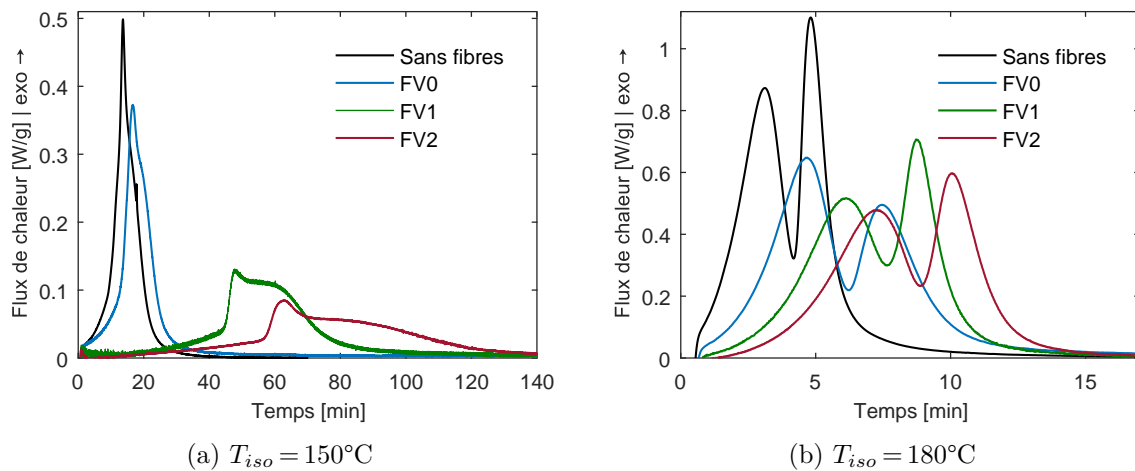 Flux de chaleur [W/g] | exo →
0.5
0.4
0.3
0.2
0.1
0
0 20 40 60 80 100 120 140
Temps [min]
Sans fibres
FV0
FV1
FV2
(a) T_iso = 150°C
Flux de chaleur [W/g] | exo →
1
0.8
0.6
0.4
0.2
0
0 5 10 15
Temps [min]
Sans fibres
FV0
FV1
FV2
(b) T_iso = 180°C